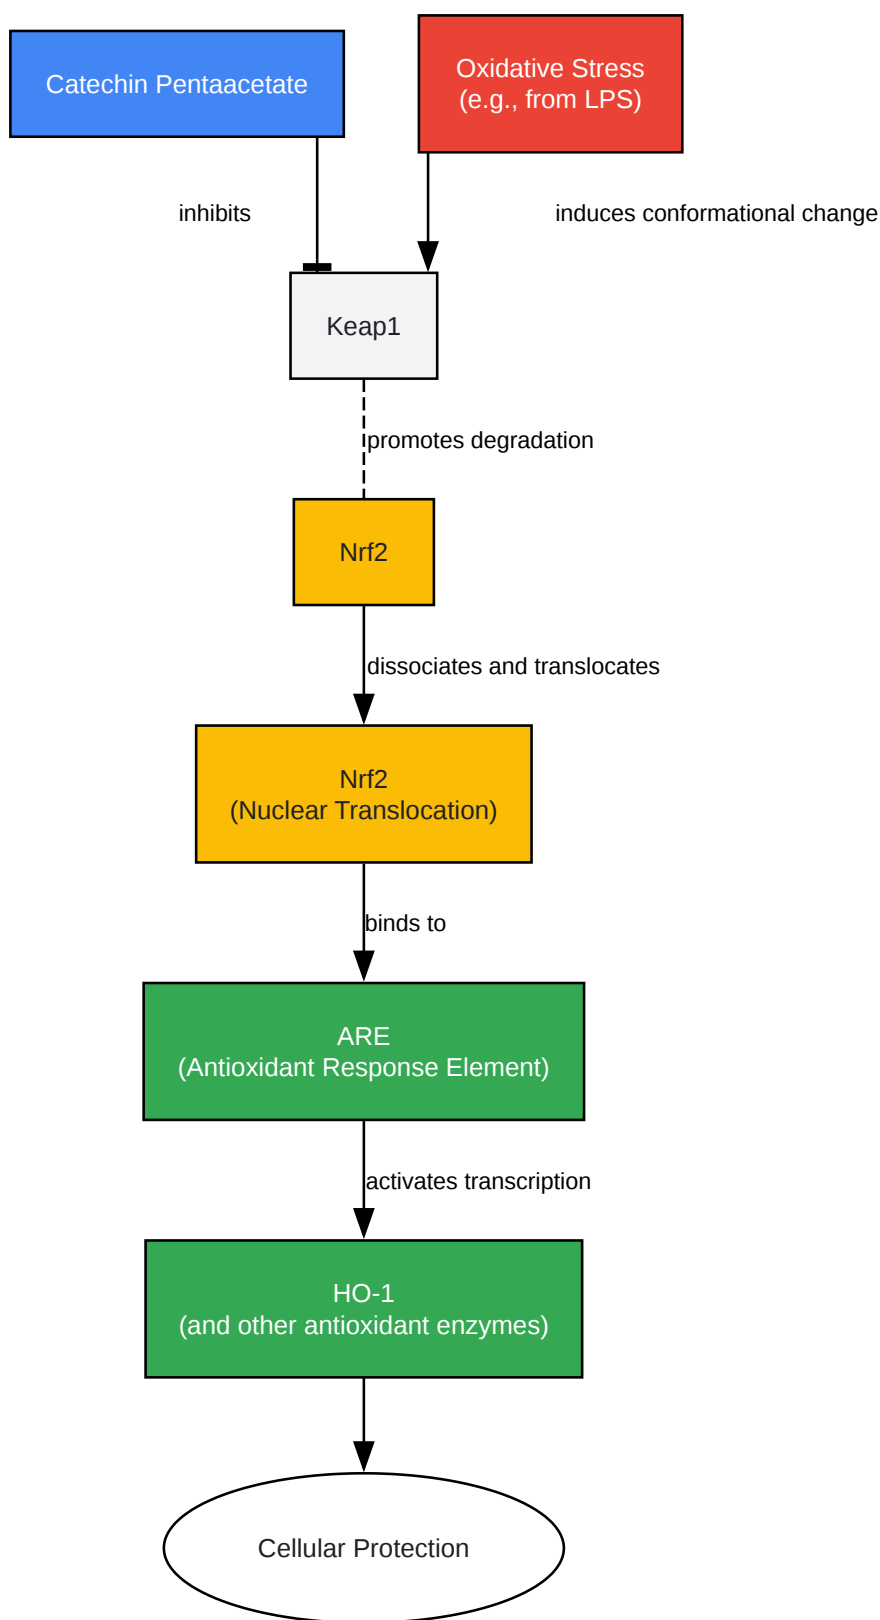 Catechin Pentaacetate
Oxidative Stress
(e.g., from LPS)
inhibits
induces conformational change
Keap1
promotes degradation
Nrf2
dissociates and translocates
Nrf2
(Nuclear Translocation)
binds to
ARE
(Antioxidant Response Element)
activates transcription
HO-1
(and other antioxidant enzymes)
Cellular Protection